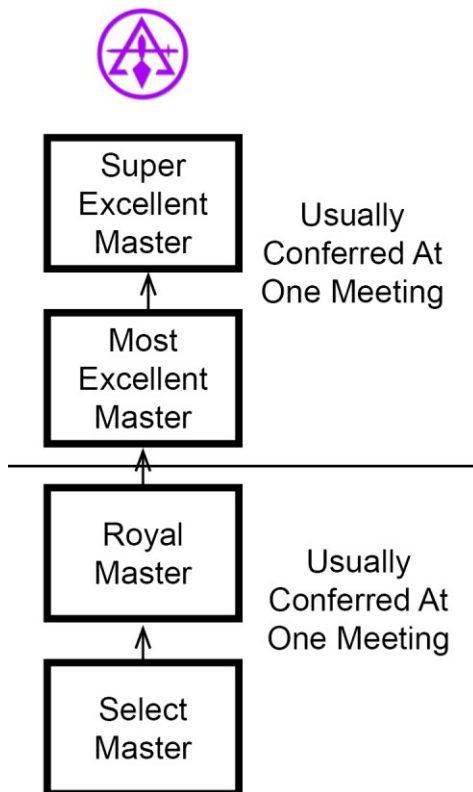 Super
Excellent
Master
Usually
Conferred At
One Meeting
Most
Excellent
Master
Royal
Master
Usually
Conferred At
One Meeting
Select
Master